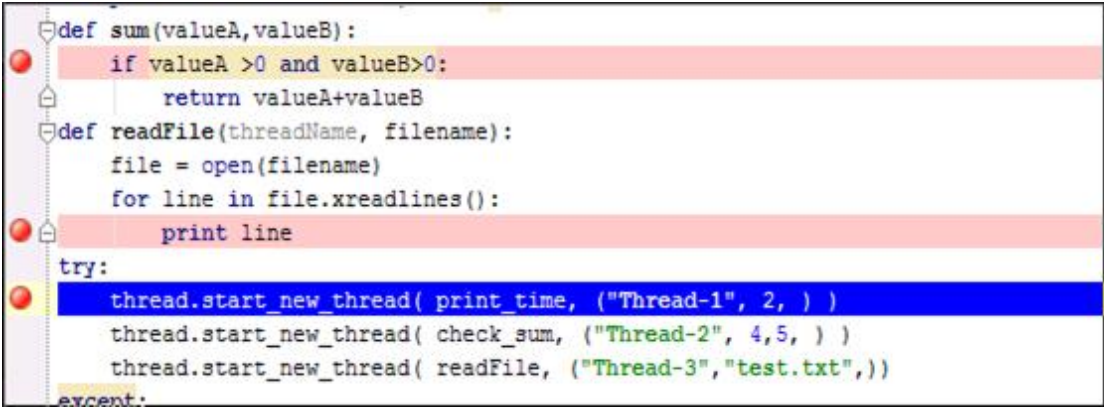 def sum(valueA,valueB):
    if valueA >0 and valueB>0:
        return valueA+valueB
def readFile(threadName, filename):
    file = open(filename)
    for line in file.xreadlines():
        print line
try:
    thread.start_new_thread( print_time, ("Thread-1", 2, ) )
    thread.start_new_thread( check_sum, ("Thread-2", 4,5, ) )
    thread.start_new_thread( readFile, ("Thread-3","test.txt",))
except: